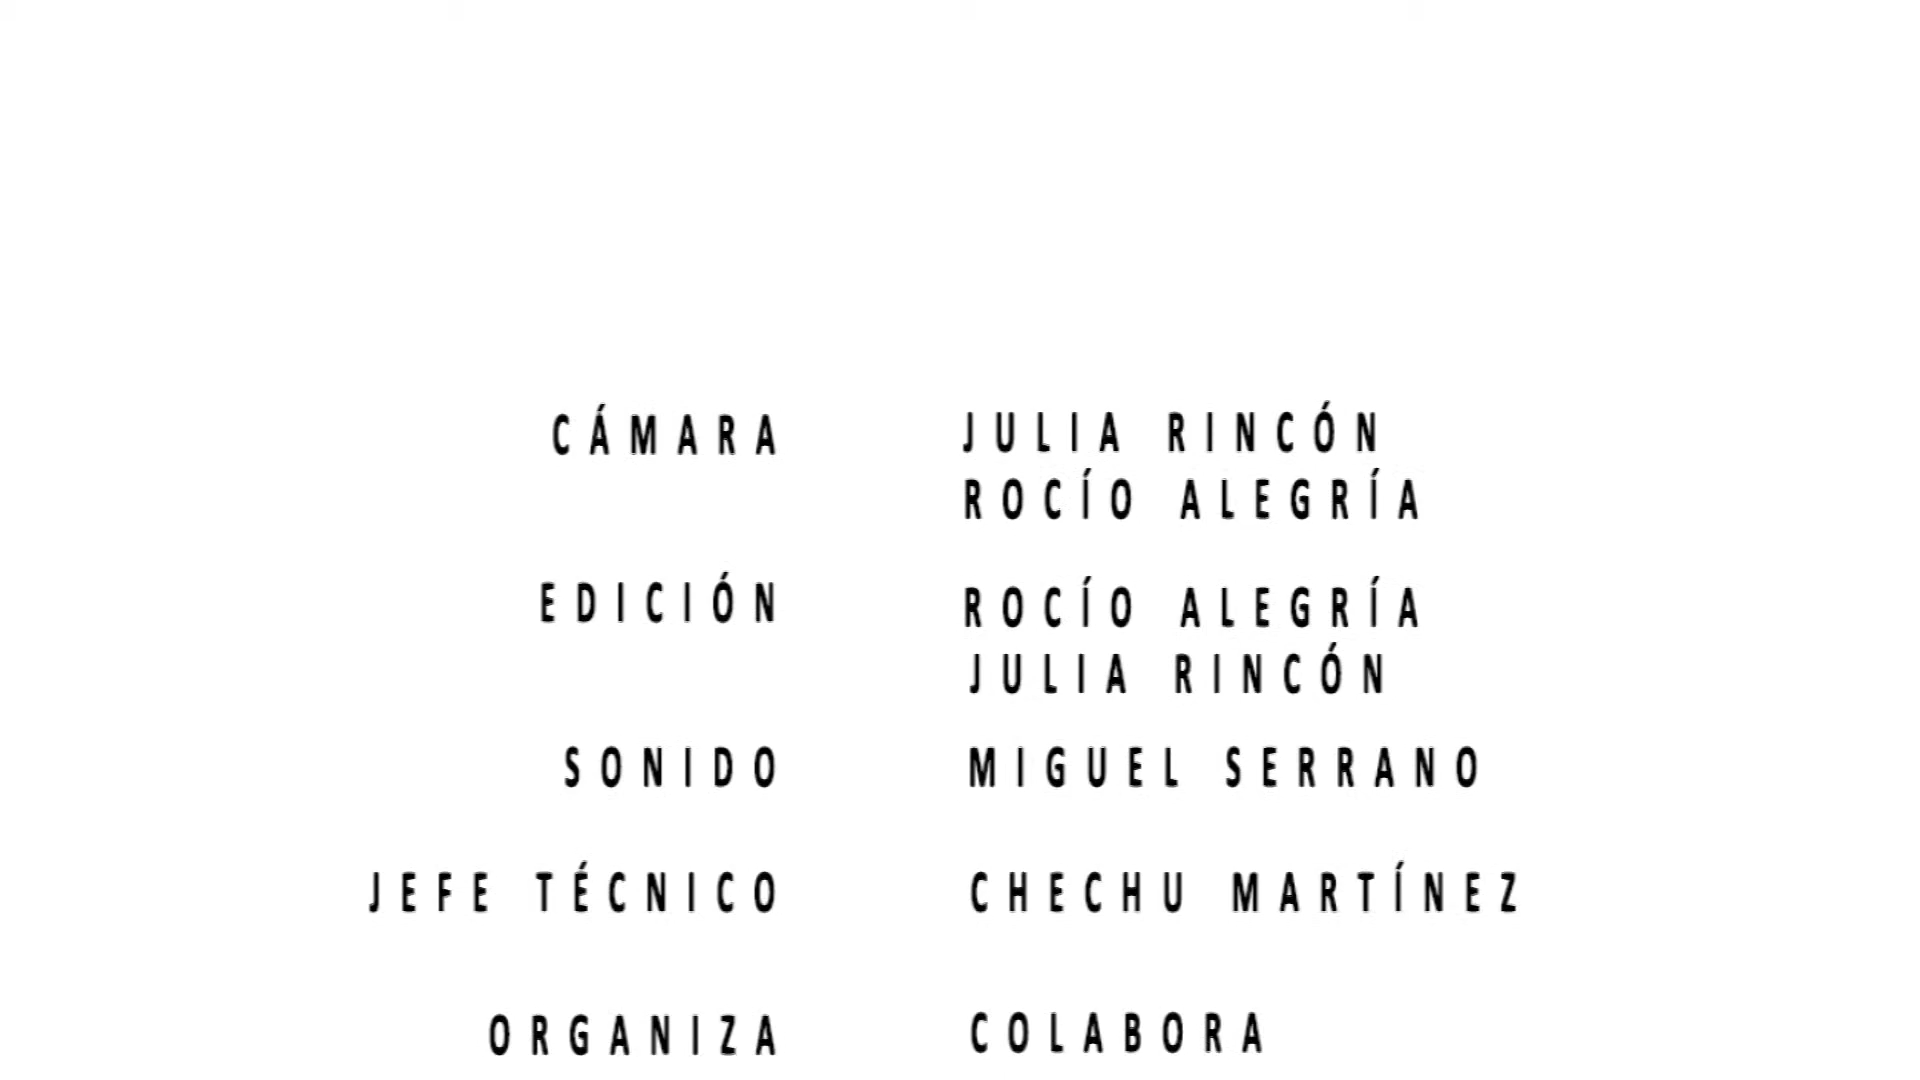 CÁMARA JULIA RINCÓN
ROCÍO ALEGRÍA
EDICIÓN ROCÍO ALEGRÍA
JULIA RINCÓN
SONIDO MIGUEL SERRANO
JEFE TÉCNICO CHECHU MARTÍNEZ
ORGANIZA COLABORA